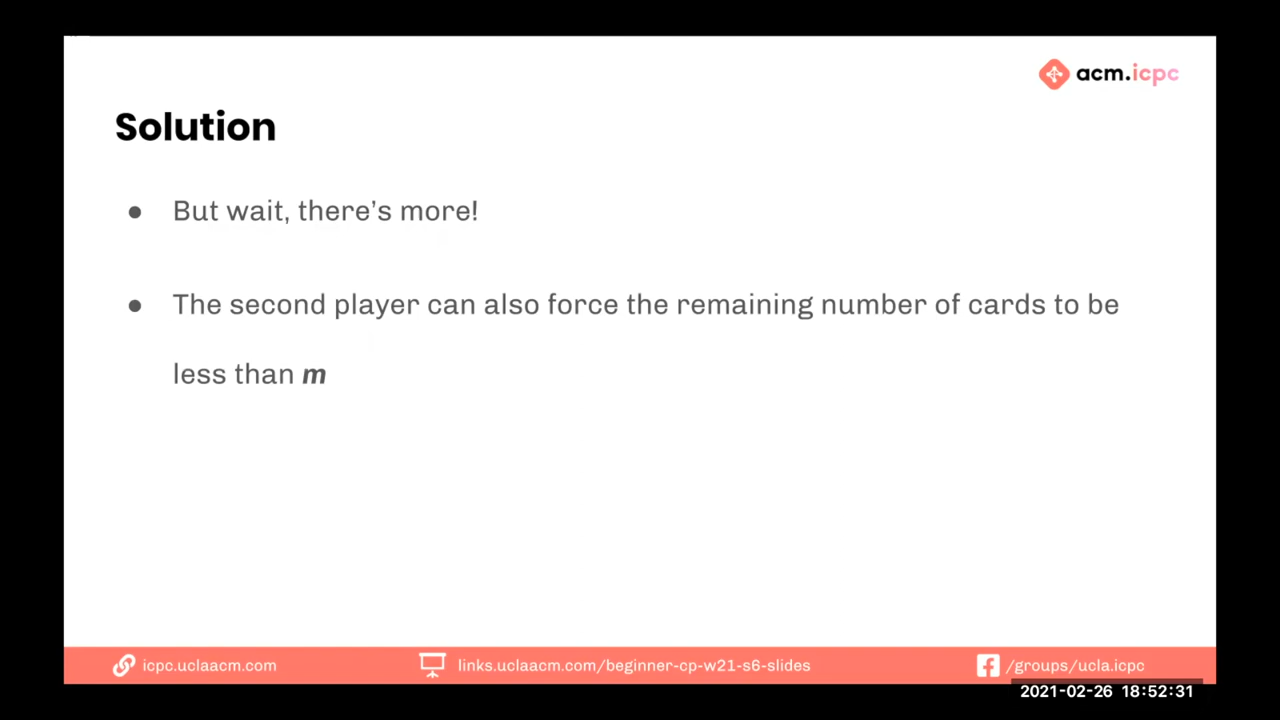 acm.icpc
Solution
● But wait, there's more!
● The second player can also force the remaining number of cards to be
less than m
icpc.uclaacm.com
links.uclaacm.com/beginner-cp-w21-s6-slides
/groups/ucla.icpc
2021-02-26 18:52:31